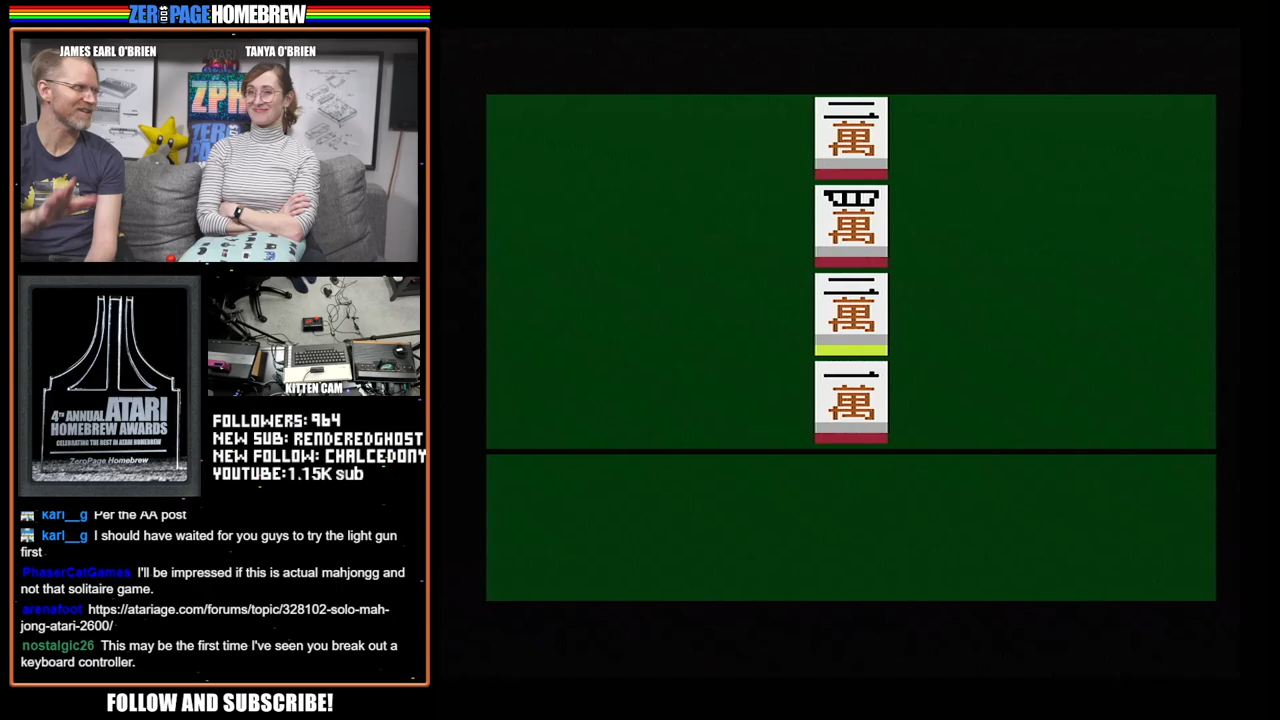 ZEROPAGE HOMEBREW
JAMES EARL O'BRIEN
TANYA O'BRIEN
ZPH
4TH ANNUAL ATARI
HOMEBREW AWARDS
CELEBRATING THE BEST IN ATARI HOMEBREW
ZeroPage Homebrew
KITTEN CAM
FOLLOWERS: 964
NEW SUB: RENDEREDGHOST
NEW FOLLOW: CHALCEDONY
YOUTUBE: 1.15K sub
karl__g Per the AA post
karl__g I should have waited for you guys to try the light gun
first
PhaserCatGames I'll be impressed if this is actual mahjongg and
not that solitaire game.
arenafoot https://atariage.com/forums/topic/328102-solo-mah-
jong-atari-2600/
nostalgic26 This may be the first time I've seen you break out a
keyboard controller.
FOLLOW AND SUBSCRIBE!
二萬
四萬
二萬
一萬